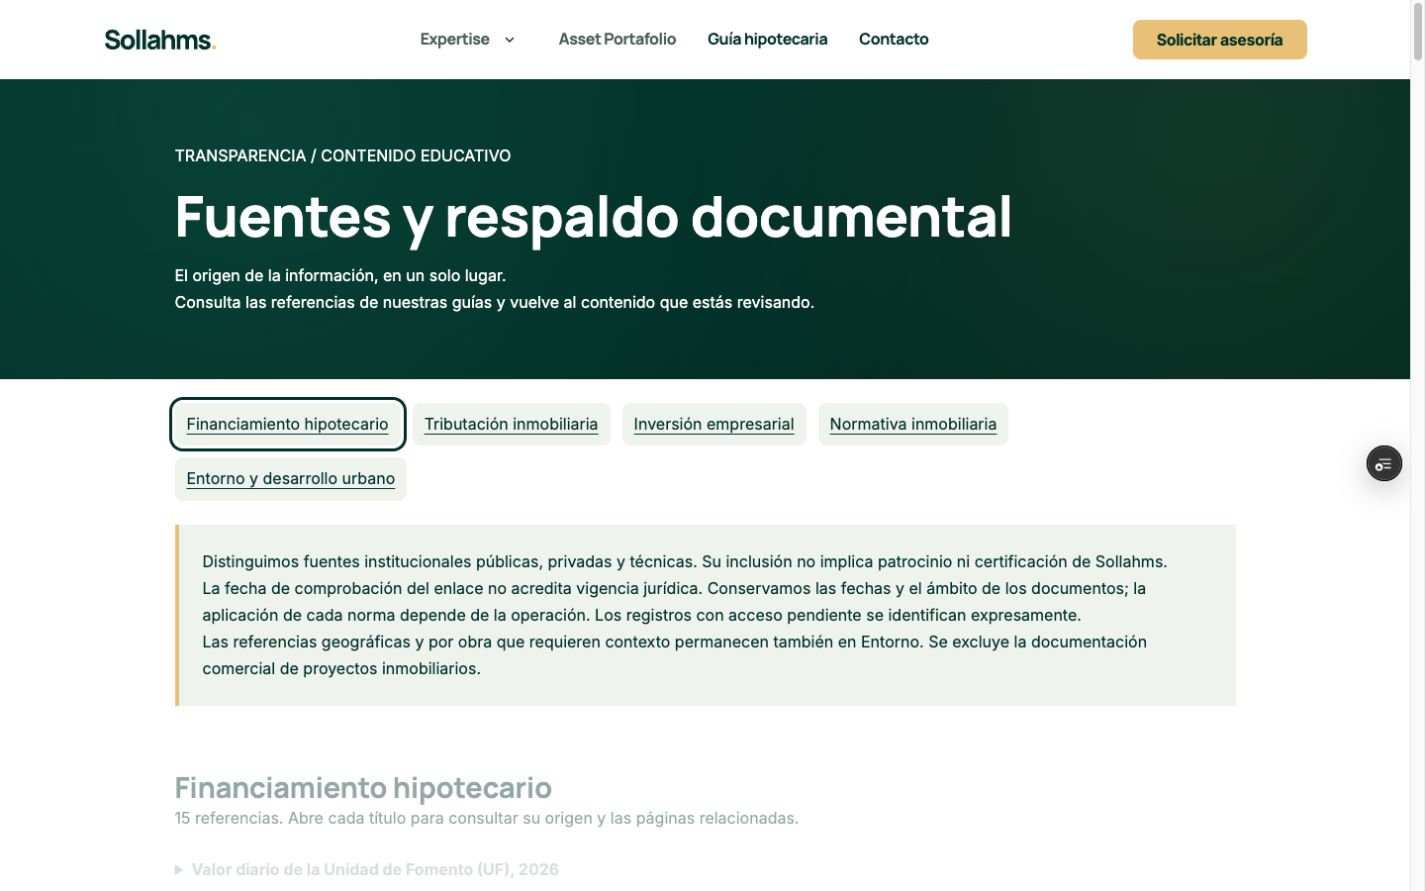 Sollahms.
Expertise
Asset Portafolio
Guía hipotecaria
Contacto
Solicitar asesoría
TRANSPARENCIA / CONTENIDO EDUCATIVO
Fuentes y respaldo documental
El origen de la información, en un solo lugar.
Consulta las referencias de nuestras guías y vuelve al contenido que estás revisando.
Financiamiento hipotecario
Tributación inmobiliaria
Inversión empresarial
Normativa inmobiliaria
Entorno y desarrollo urbano
Distinguimos fuentes institucionales públicas, privadas y técnicas. Su inclusión no implica patrocinio ni certificación de Sollahms.
La fecha de comprobación del enlace no acredita vigencia jurídica. Conservamos las fechas y el ámbito de los documentos; la
aplicación de cada norma depende de la operación. Los registros con acceso pendiente se identifican expresamente.
Las referencias geográficas y por obra que requieren contexto permanecen también en Entorno. Se excluye la documentación
comercial de proyectos inmobiliarios.
Financiamiento hipotecario
15 referencias. Abre cada título para consultar su origen y las páginas relacionadas.
Valor diario de la Unidad de Fomento (UF), 2026